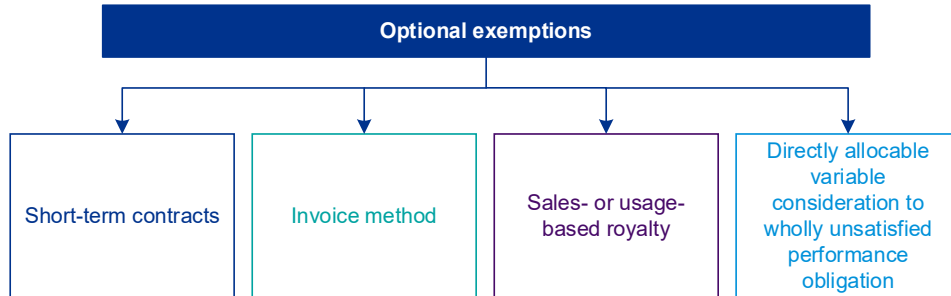 Optional exemptions
Short-term contracts
Invoice method
Sales- or usage-
based royalty
Directly allocable
variable
consideration to
wholly unsatisfied
performance
obligation